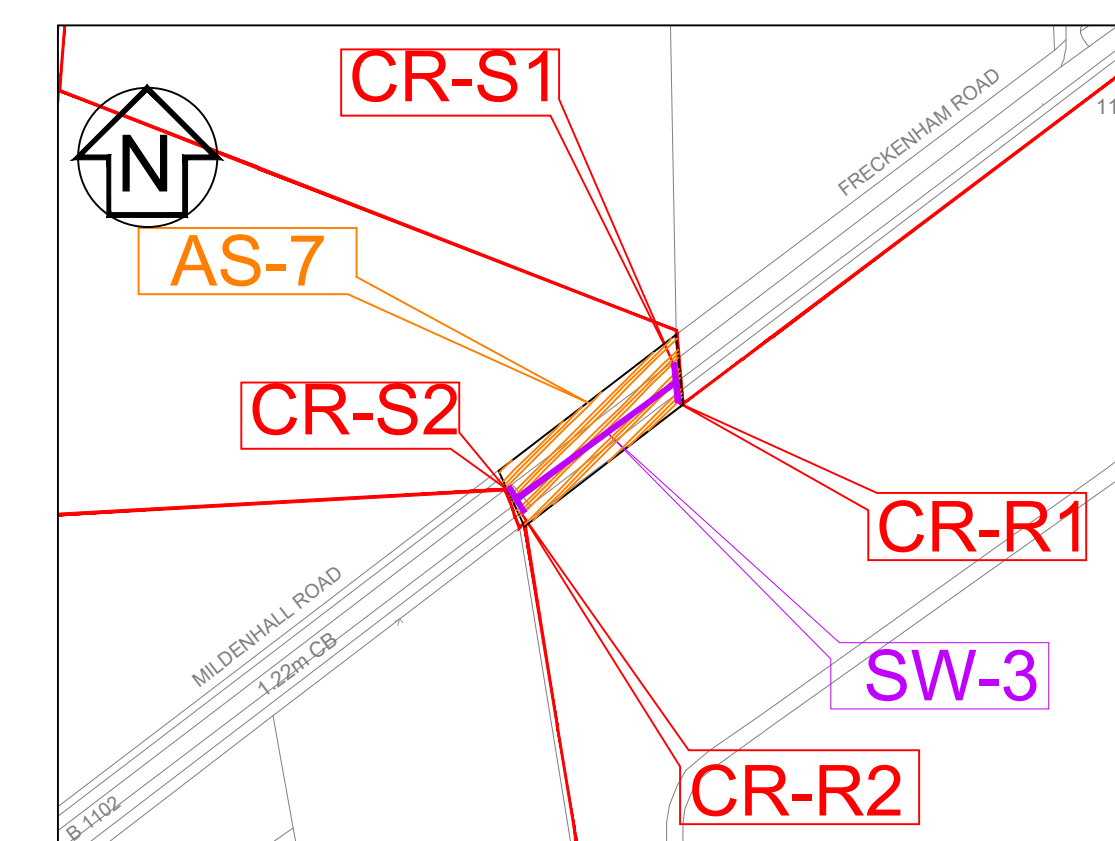 CR-S1
FRECKENHAM ROAD
11
N
AS-7
CR-S2
CR-R1
MILDENHALL ROAD
1.22m CB
SW-3
CR-R2
B 1102